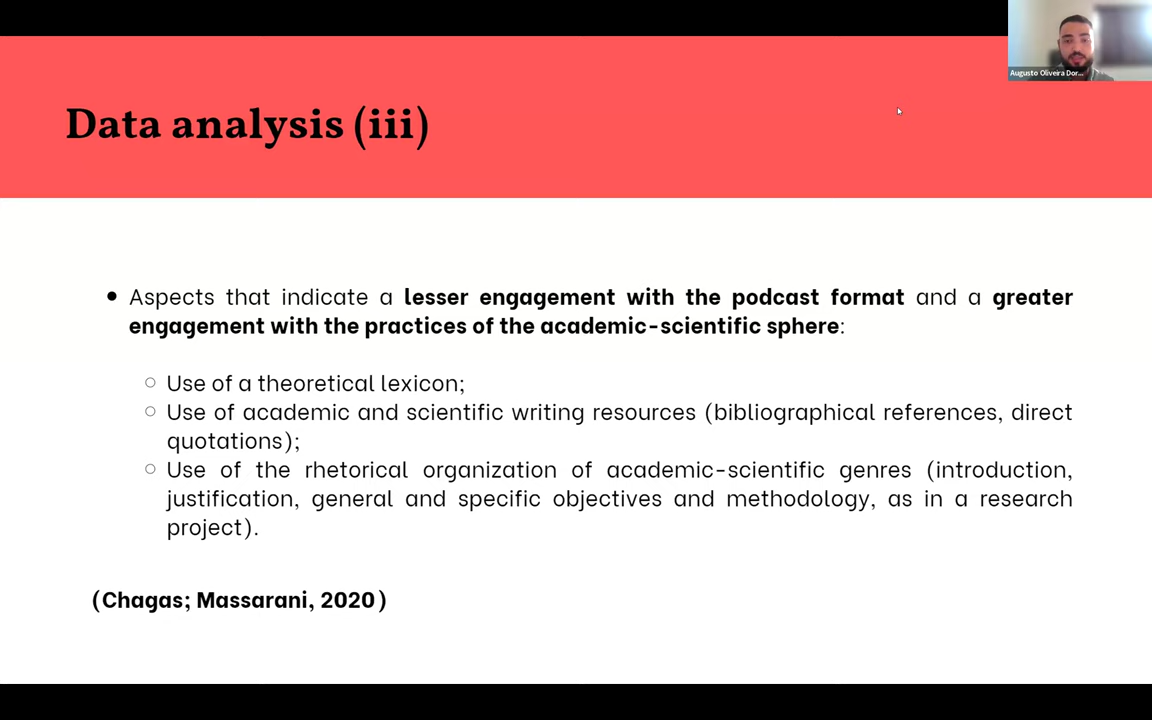 Augusto Oliveira Dor...
Data analysis (iii)
● Aspects that indicate a lesser engagement with the podcast format and a greater
engagement with the practices of the academic-scientific sphere:
○ Use of a theoretical lexicon;
○ Use of academic and scientific writing resources (bibliographical references, direct
quotations);
○ Use of the rhetorical organization of academic-scientific genres (introduction,
justification, general and specific objectives and methodology, as in a research
project).
(Chagas; Massarani, 2020)